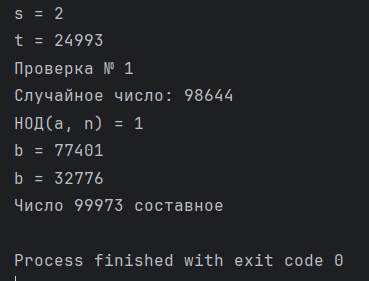 s = 2
t = 24993
Проверка № 1
Случайное число: 98644
НОД(a, n) = 1
b = 77401
b = 32776
Число 99973 составное
Process finished with exit code 0